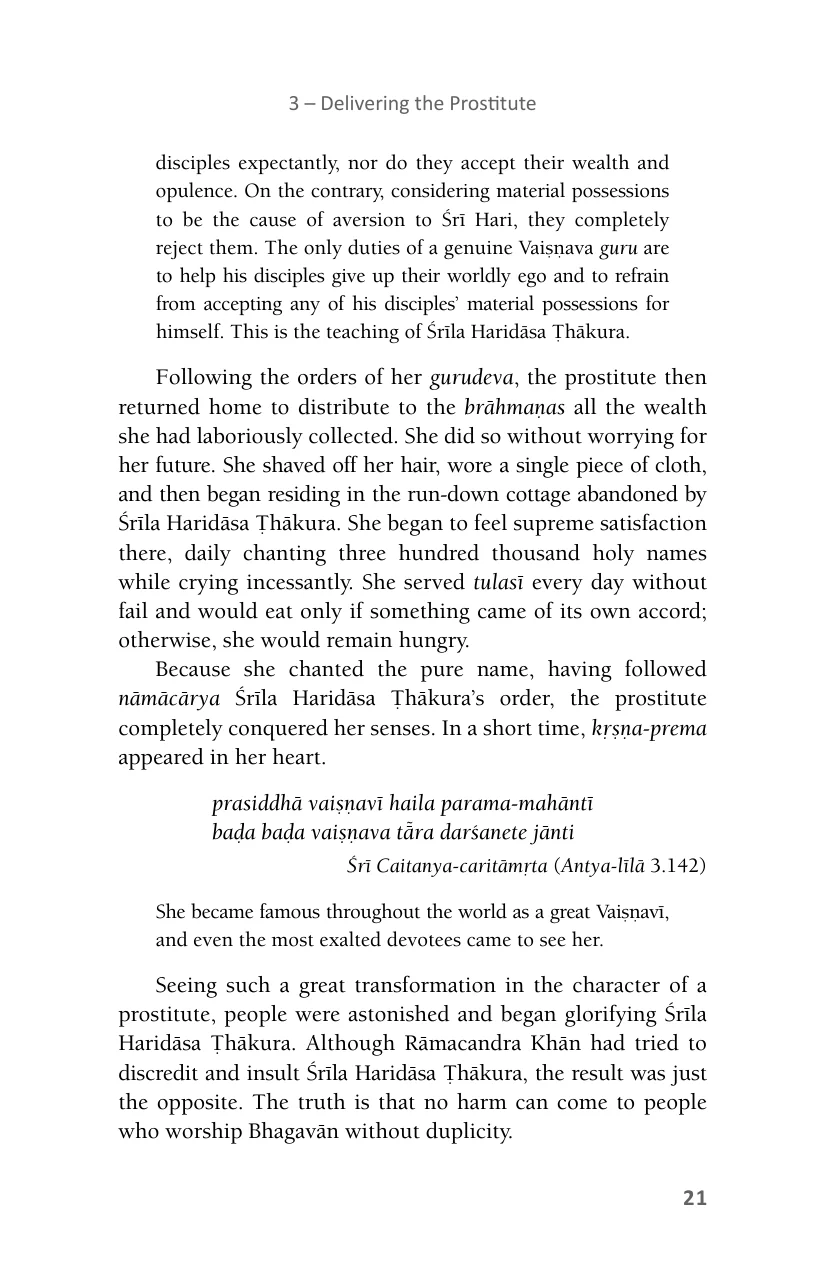 3 – Delivering the Prostitute
disciples expectantly, nor do they accept their wealth and
opulence. On the contrary, considering material possessions
to be the cause of aversion to Śrī Hari, they completely
reject them. The only duties of a genuine Vaiṣṇava guru are
to help his disciples give up their worldly ego and to refrain
from accepting any of his disciples’ material possessions for
himself. This is the teaching of Śrīla Haridāsa Ṭhākura.
Following the orders of her gurudeva, the prostitute then
returned home to distribute to the brāhmaṇas all the wealth
she had laboriously collected. She did so without worrying for
her future. She shaved off her hair, wore a single piece of cloth,
and then began residing in the run-down cottage abandoned by
Śrīla Haridāsa Ṭhākura. She began to feel supreme satisfaction
there, daily chanting three hundred thousand holy names
while crying incessantly. She served tulasī every day without
fail and would eat only if something came of its own accord;
otherwise, she would remain hungry.
Because she chanted the pure name, having followed
nāmācārya Śrīla Haridāsa Ṭhākura’s order, the prostitute
completely conquered her senses. In a short time, kṛṣṇa-prema
appeared in her heart.
prasiddhā vaiṣṇavī haila parama-mahāntī
baḍa baḍa vaiṣṇava tā̃ra darśanete jānti
Śrī Caitanya-caritāmṛta (Antya-līlā 3.142)
She became famous throughout the world as a great Vaiṣṇavī,
and even the most exalted devotees came to see her.
Seeing such a great transformation in the character of a
prostitute, people were astonished and began glorifying Śrīla
Haridāsa Ṭhākura. Although Rāmacandra Khān had tried to
discredit and insult Śrīla Haridāsa Ṭhākura, the result was just
the opposite. The truth is that no harm can come to people
who worship Bhagavān without duplicity.
21